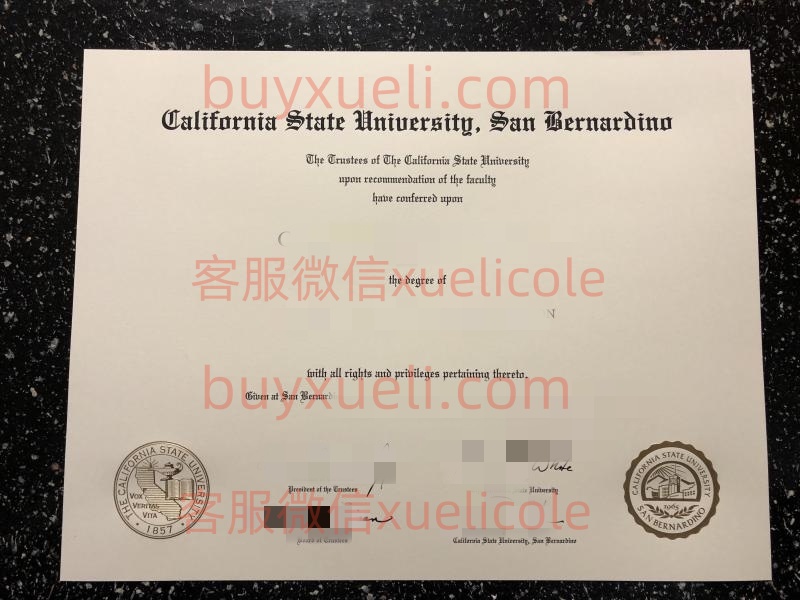 buyxueli.com
California State University, San Bernardino
The Trustees of The California State University
upon recommendation of the faculty
have conferred upon
C
客服微信xuelicole
the degree of
N
with all rights and privileges pertaining thereto.
buyxueli.com
Given at San Bernard
White
President of the Trustees
University
客服微信xuelicole
California State University, San Bernardino
THE CALIFORNIA STATE UNIVERSITY
VOX
VERITAS
VITA
1857
CALIFORNIA STATE UNIVERSITY
1965
SAN BERNARDINO